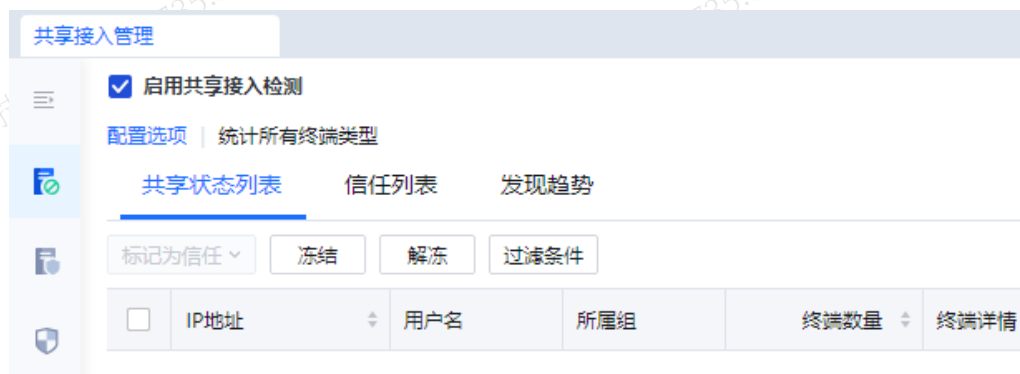 共享接入管理
启用共享接入检测
配置选项 | 统计所有终端类型
共享状态列表 信任列表 发现趋势
标记为信任 冻结 解冻 过滤条件
IP地址 用户名 所属组 终端数量 终端详情